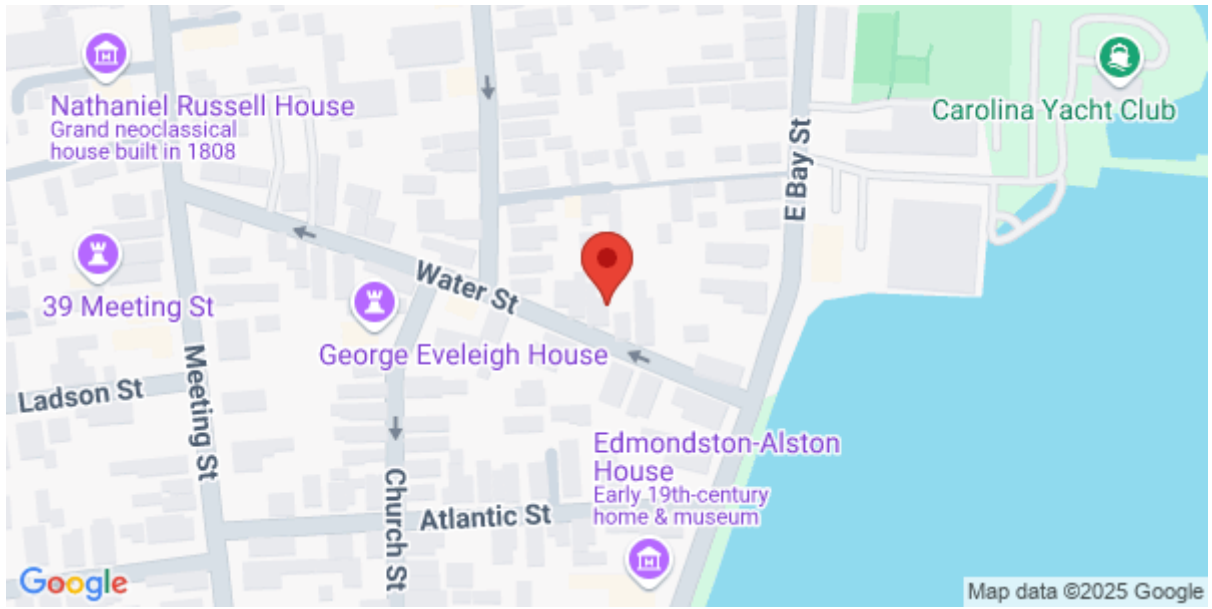 Nathaniel Russell House
Grand neoclassical
house built in 1808
Carolina Yacht Club
E Bay St
39 Meeting St
Water St
George Eveleigh House
Ladson St
Meeting St
Edmondston-Alston
House
Early 19th-century
home & museum
Church St
Atlantic St
Google
Map data ©2025 Google